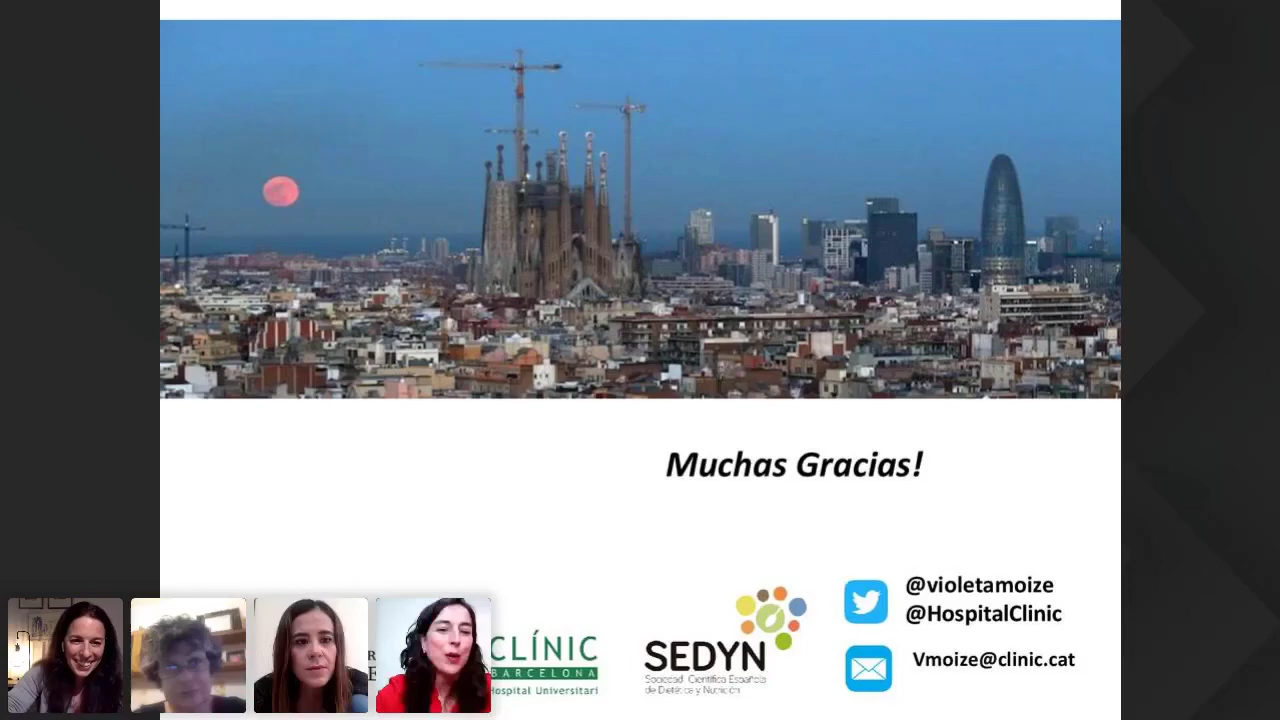 Muchas Gracias!
@violetamoize
@HospitalClinic
Vmoize@clinic.cat
CLÍNIC
BARCELONA
Hospital Universitari
SEDYN
Sociedad Científica Española
de Dietética y Nutrición